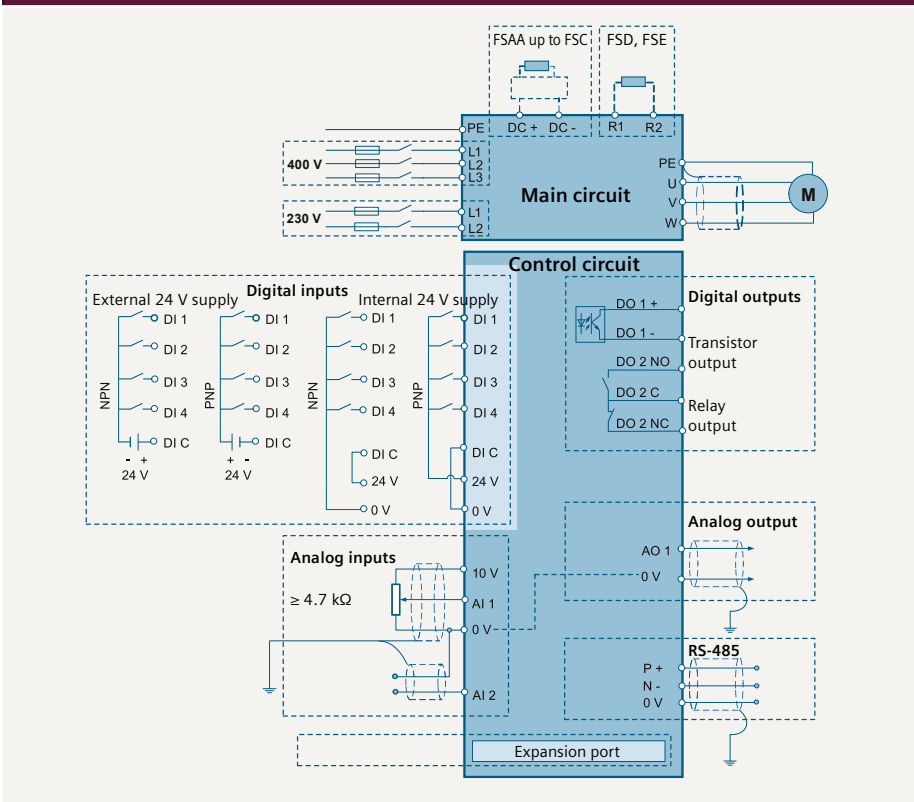 FSAA up to FSC
FSD, FSE
PE
DC +
DC -
R1
R2
400 V
L1
L2
L3
230 V
L1
L2
Main circuit
PE
U
V
W
M
Control circuit
Digital inputs
External 24 V supply
Internal 24 V supply
NPN
DI 1
DI 2
DI 3
DI 4
DI C
- +
24 V
PNP
DI 1
DI 2
DI 3
DI 4
DI C
+ -
24 V
NPN
DI 1
DI 2
DI 3
DI 4
DI C
24 V
0 V
PNP
DI 1
DI 2
DI 3
DI 4
DI C
24 V
0 V
Digital outputs
DO 1 +
DO 1 -
Transistor
output
DO 2 NO
DO 2 C
DO 2 NC
Relay
output
Analog inputs
≥ 4.7 kΩ
10 V
AI 1
0 V
AI 2
Analog output
AO 1
0 V
RS-485
P +
N -
0 V
Expansion port